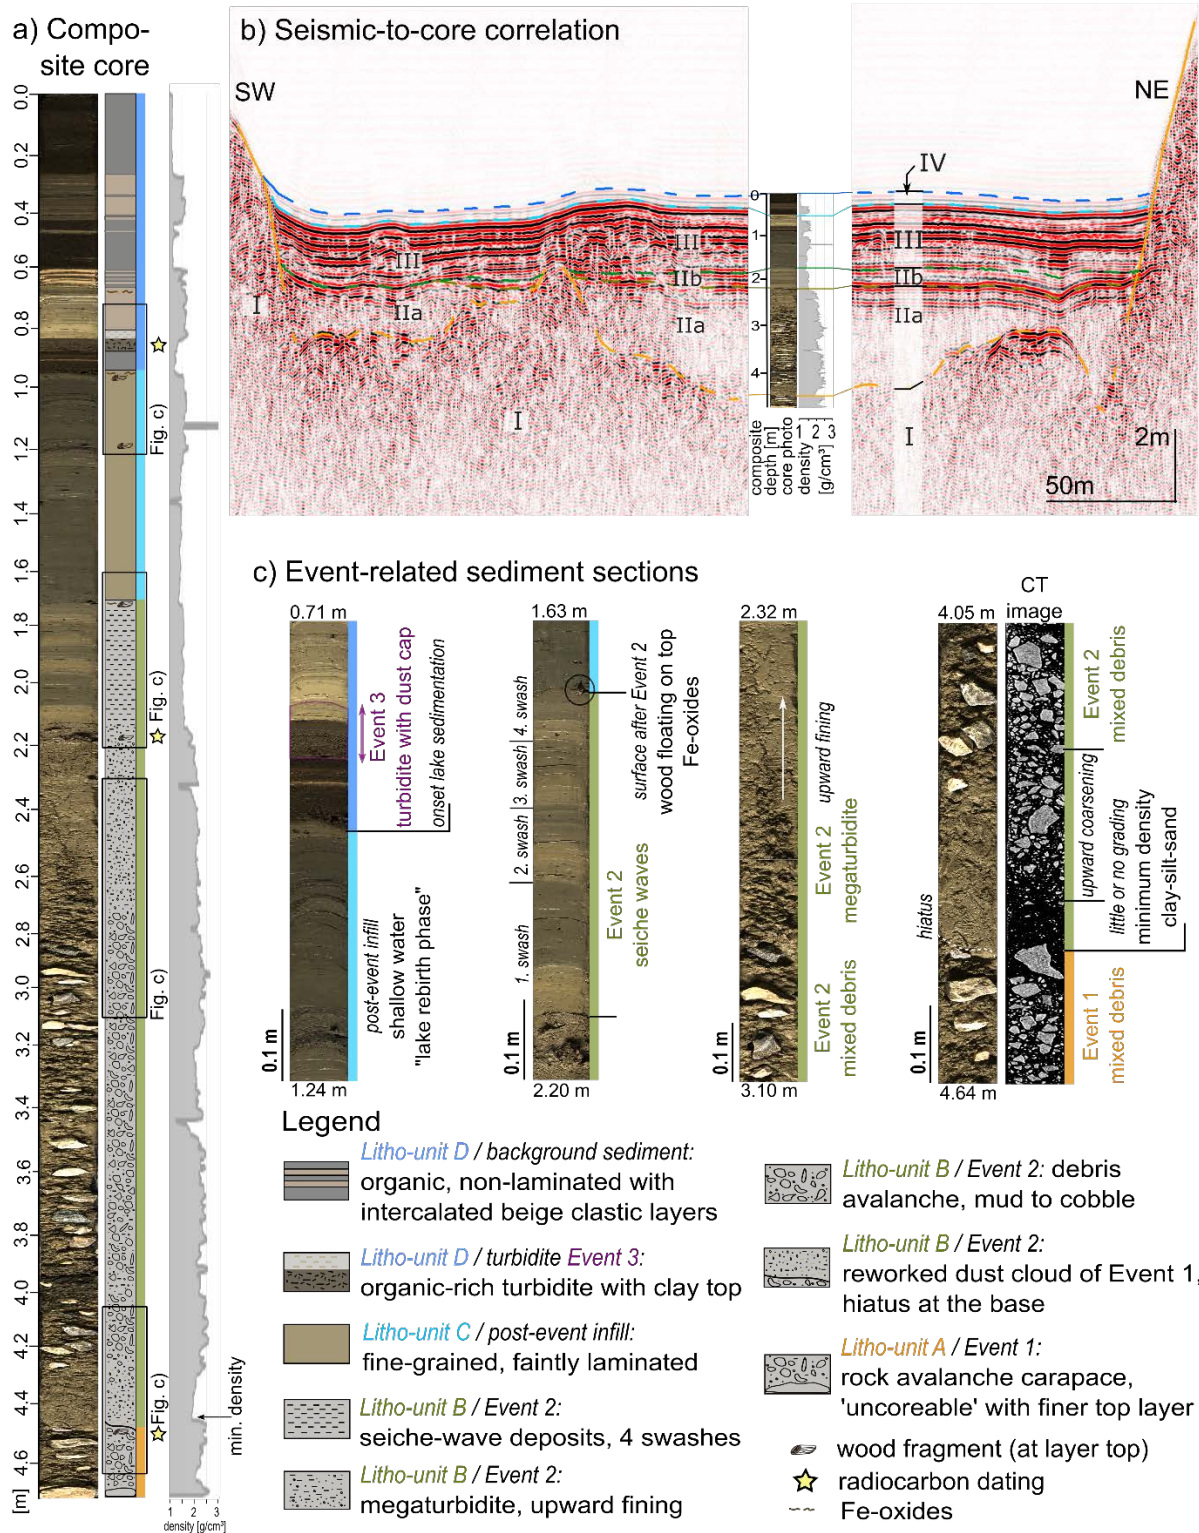 a) Compo-
site core
0.0
0.2
0.4
0.6
0.8
1.0
1.2
1.4
1.6
1.8
2.0
2.2
2.4
2.6
2.8
3.0
3.2
3.4
3.6
3.8
4.0
4.2
4.4
4.6
[m]
Fig. c)
Fig. c)
Fig. c)
Fig. c)
min. density
1 2 3
density [g/cm³]
b) Seismic-to-core correlation
SW
NE
IV
III
III
IIb
IIb
IIa
IIa
IIa
I
I
I
0
1
2
3
4
composite
depth [m]
core photo
1 2 3
density
[g/cm³]
2m
50m
c) Event-related sediment sections
0.71 m
Event 3
turbidite with dust cap
onset lake sedimentation
post-event infill
shallow water
"lake rebirth phase"
0.1 m
1.24 m
1.63 m
4. swash
3. swash
2. swash
1. swash
surface after Event 2
wood floating on top
Fe-oxides
Event 2
seiche waves
0.1 m
2.20 m
2.32 m
upward fining
Event 2
megaturbidite
Event 2
mixed debris
0.1 m
3.10 m
4.05 m
CT
image
Event 2
mixed debris
upward coarsening
little or no grading
minimum density
clay-silt-sand
hiatus
Event 1
mixed debris
0.1 m
4.64 m
Legend
Litho-unit D / background sediment:
organic, non-laminated with
intercalated beige clastic layers
Litho-unit D / turbidite Event 3:
organic-rich turbidite with clay top
Litho-unit C / post-event infill:
fine-grained, faintly laminated
Litho-unit B / Event 2:
seiche-wave deposits, 4 swashes
Litho-unit B / Event 2:
megaturbidite, upward fining
Litho-unit B / Event 2: debris
avalanche, mud to cobble
Litho-unit B / Event 2:
reworked dust cloud of Event 1,
hiatus at the base
Litho-unit A / Event 1:
rock avalanche carapace,
'uncoreable' with finer top layer
wood fragment (at layer top)
radiocarbon dating
Fe-oxides